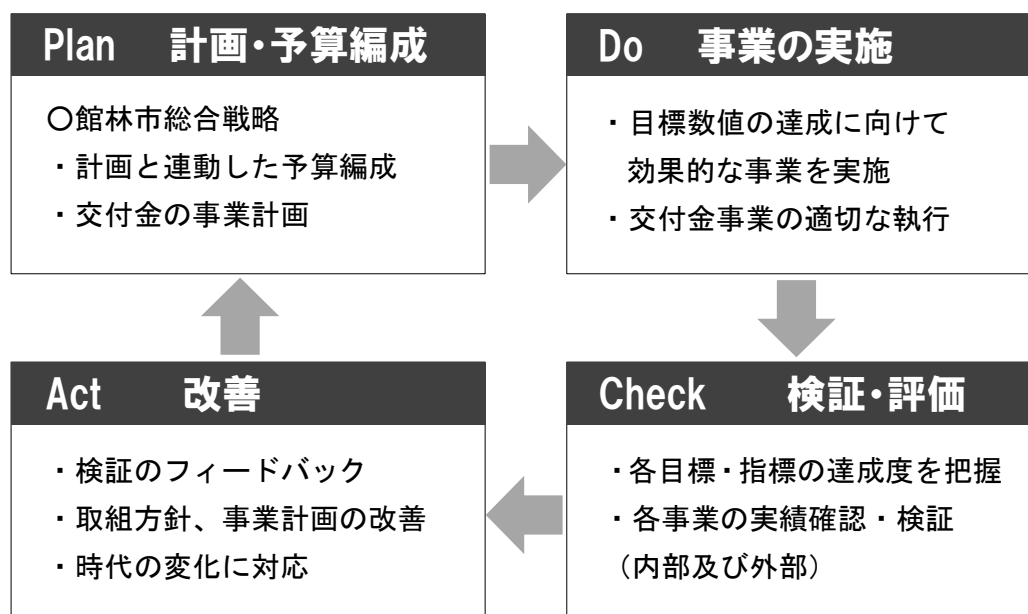 Plan 計画・予算編成
〇館林市総合戦略
・計画と連動した予算編成
・交付金の事業計画
Do 事業の実施
・目標数値の達成に向けて
効果的な事業を実施
・交付金事業の適切な執行
Act 改善
・検証のフィードバック
・取組方針、事業計画の改善
・時代の変化に対応
Check 検証・評価
・各目標・指標の達成度を把握
・各事業の実績確認・検証
（内部及び外部）